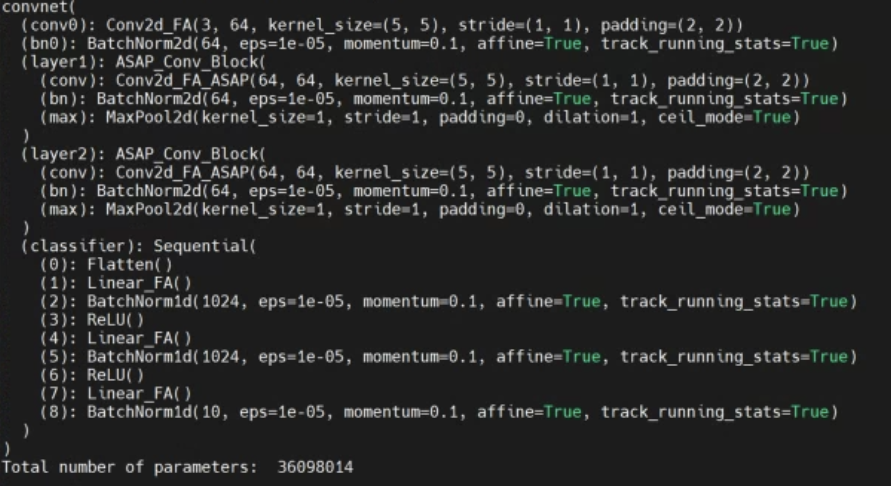 convnet(
  (conv0): Conv2d_FA(3, 64, kernel_size=(5, 5), stride=(1, 1), padding=(2, 2))
  (bn0): BatchNorm2d(64, eps=1e-05, momentum=0.1, affine=True, track_running_stats=True)
  (layer1): ASAP_Conv_Block(
    (conv): Conv2d_FA_ASAP(64, 64, kernel_size=(5, 5), stride=(1, 1), padding=(2, 2))
    (bn): BatchNorm2d(64, eps=1e-05, momentum=0.1, affine=True, track_running_stats=True)
    (max): MaxPool2d(kernel_size=1, stride=1, padding=0, dilation=1, ceil_mode=True)
  )
  (layer2): ASAP_Conv_Block(
    (conv): Conv2d_FA_ASAP(64, 64, kernel_size=(5, 5), stride=(1, 1), padding=(2, 2))
    (bn): BatchNorm2d(64, eps=1e-05, momentum=0.1, affine=True, track_running_stats=True)
    (max): MaxPool2d(kernel_size=1, stride=1, padding=0, dilation=1, ceil_mode=True)
  )
  (classifier): Sequential(
    (0): Flatten()
    (1): Linear_FA()
    (2): BatchNorm1d(1024, eps=1e-05, momentum=0.1, affine=True, track_running_stats=True)
    (3): ReLU()
    (4): Linear_FA()
    (5): BatchNorm1d(1024, eps=1e-05, momentum=0.1, affine=True, track_running_stats=True)
    (6): ReLU()
    (7): Linear_FA()
    (8): BatchNorm1d(10, eps=1e-05, momentum=0.1, affine=True, track_running_stats=True)
  )
)
Total number of parameters:  36098014